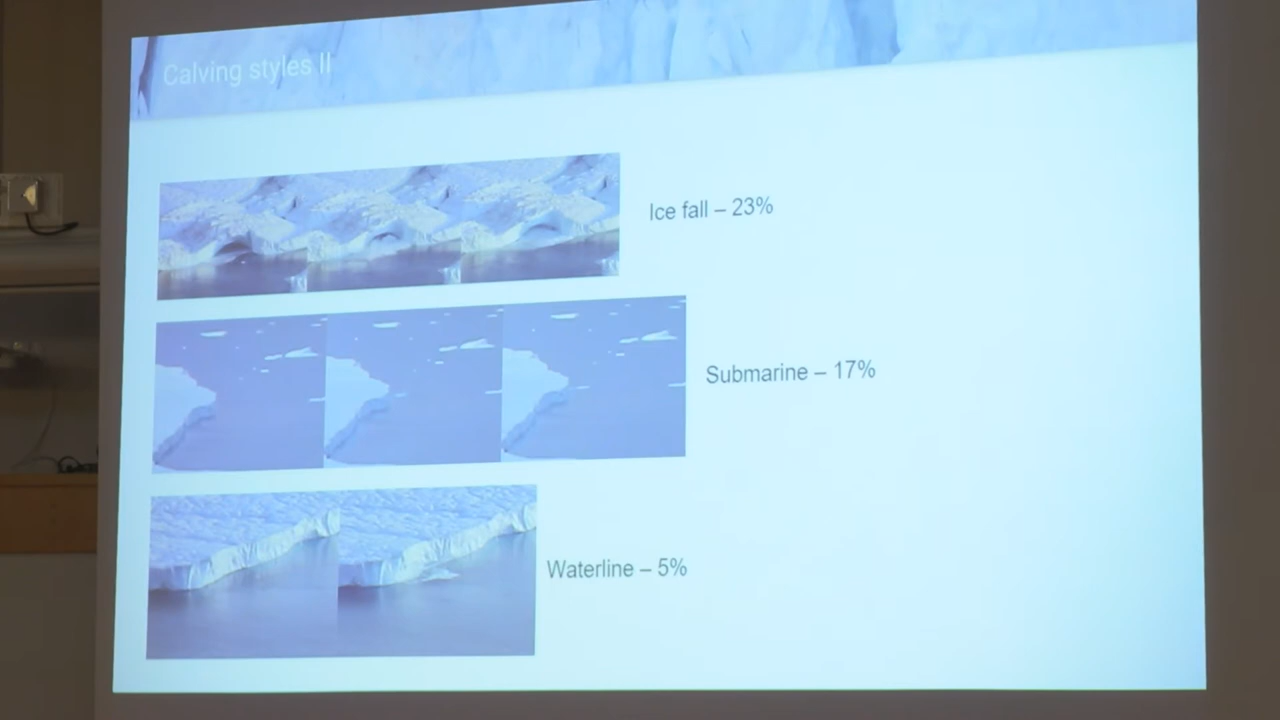 Calving styles II
Ice fall – 23%
Submarine – 17%
Waterline – 5%